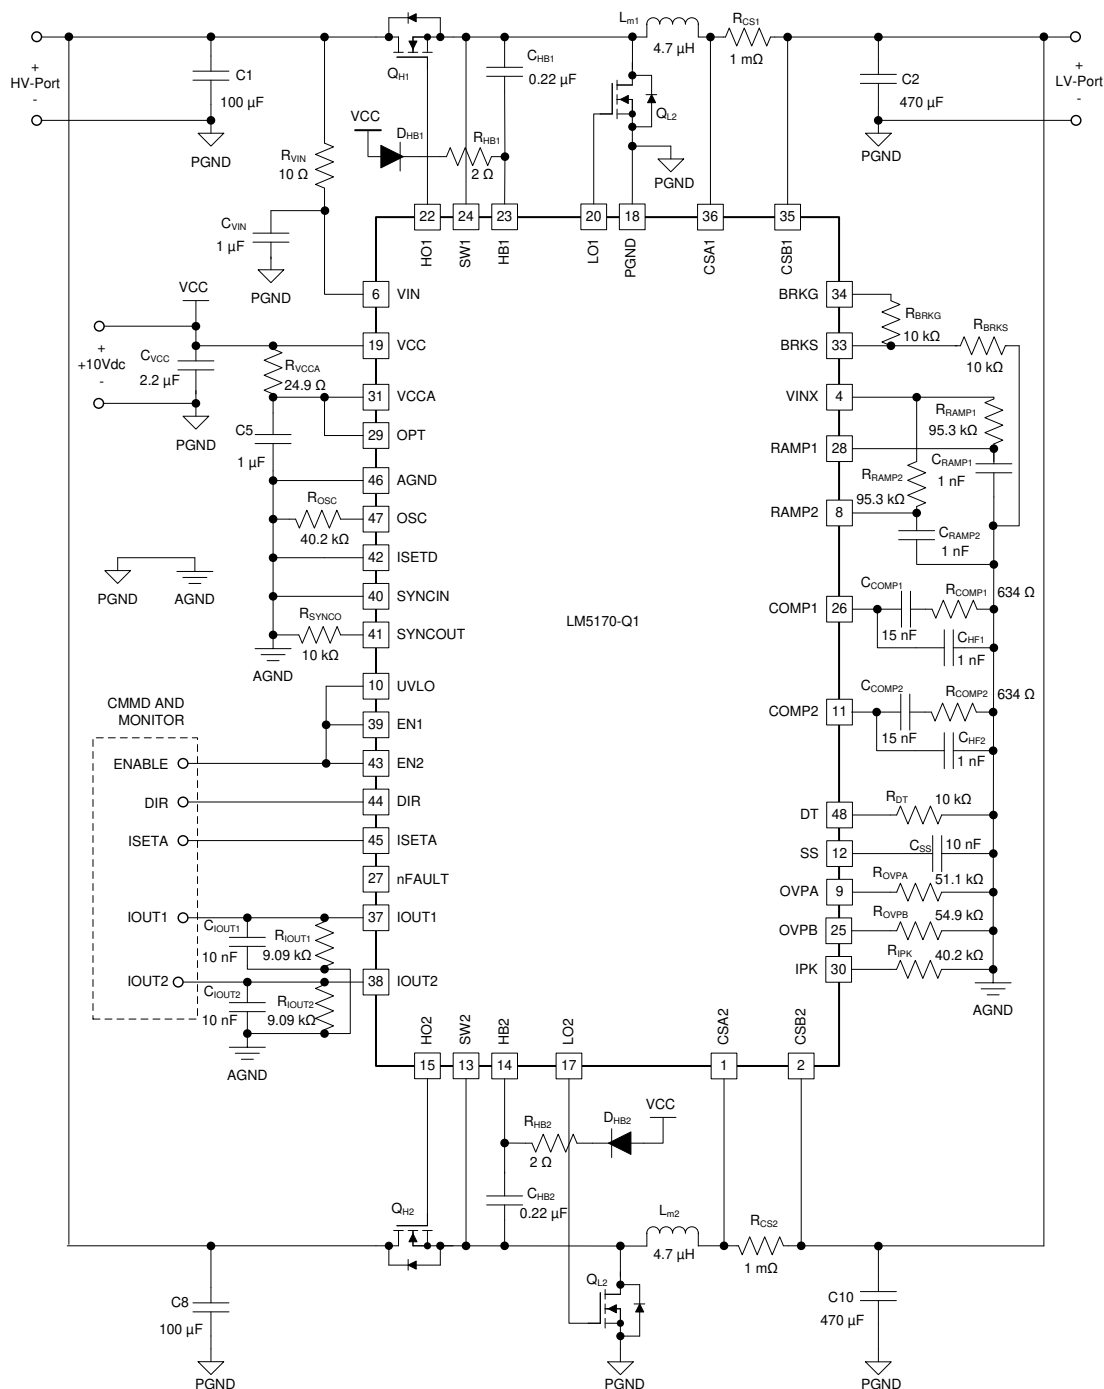 Lm1
RCS1
4.7 µH
1 mΩ
+
HV-Port
-
C1
100 µF
PGND
QH1
CHB1
0.22 µF
QL2
C2
470 µF
PGND
+
LV-Port
-
VCC
DHB1
RHB1
2 Ω
PGND
RVIN
10 Ω
CVIN
1 µF
PGND
22
24
23
20
18
36
35
HO1
SW1
HB1
LO1
PGND
CSA1
CSB1
VCC
+
+10Vdc
-
CVCC
2.2 µF
PGND
RVCCA
24.9 Ω
C5
1 µF
ROSC
40.2 kΩ
RSYNCO
10 kΩ
AGND
PGND
AGND
6 VIN
19 VCC
31 VCCA
29 OPT
46 AGND
47 OSC
42 ISETD
40 SYNCIN
41 SYNCOUT
10 UVLO
39 EN1
43 EN2
44 DIR
45 ISETA
27 nFAULT
37 IOUT1
38 IOUT2
LM5170-Q1
BRKG 34
BRKS 33
VINX 4
RAMP1 28
RAMP2 8
COMP1 26
COMP2 11
DT 48
SS 12
OVPA 9
OVPB 25
IPK 30
RBRKG
10 kΩ
RBRKS
10 kΩ
RRAMP1
95.3 kΩ
CRAMP1
1 nF
RRAMP2
95.3 kΩ
CRAMP2
1 nF
CCOMP1
15 nF
RCOMP1
634 Ω
CHF1
1 nF
CCOMP2
15 nF
RCOMP2
634 Ω
CHF2
1 nF
RDT
10 kΩ
CSS
10 nF
ROVPA
51.1 kΩ
ROVPB
54.9 kΩ
RIPK
40.2 kΩ
AGND
CMMD AND
MONITOR
ENABLE
DIR
ISETA
IOUT1
IOUT2
CIOUT1
10 nF
RIOUT1
9.09 kΩ
CIOUT2
10 nF
RIOUT2
9.09 kΩ
AGND
HO2
SW2
HB2
LO2
CSA2
CSB2
15
13
14
17
1
2
RHB2
2 Ω
DHB2
VCC
CHB2
0.22 µF
QH2
Lm2
4.7 µH
RCS2
1 mΩ
QL2
C8
100 µF
C10
470 µF
PGND
PGND
PGND